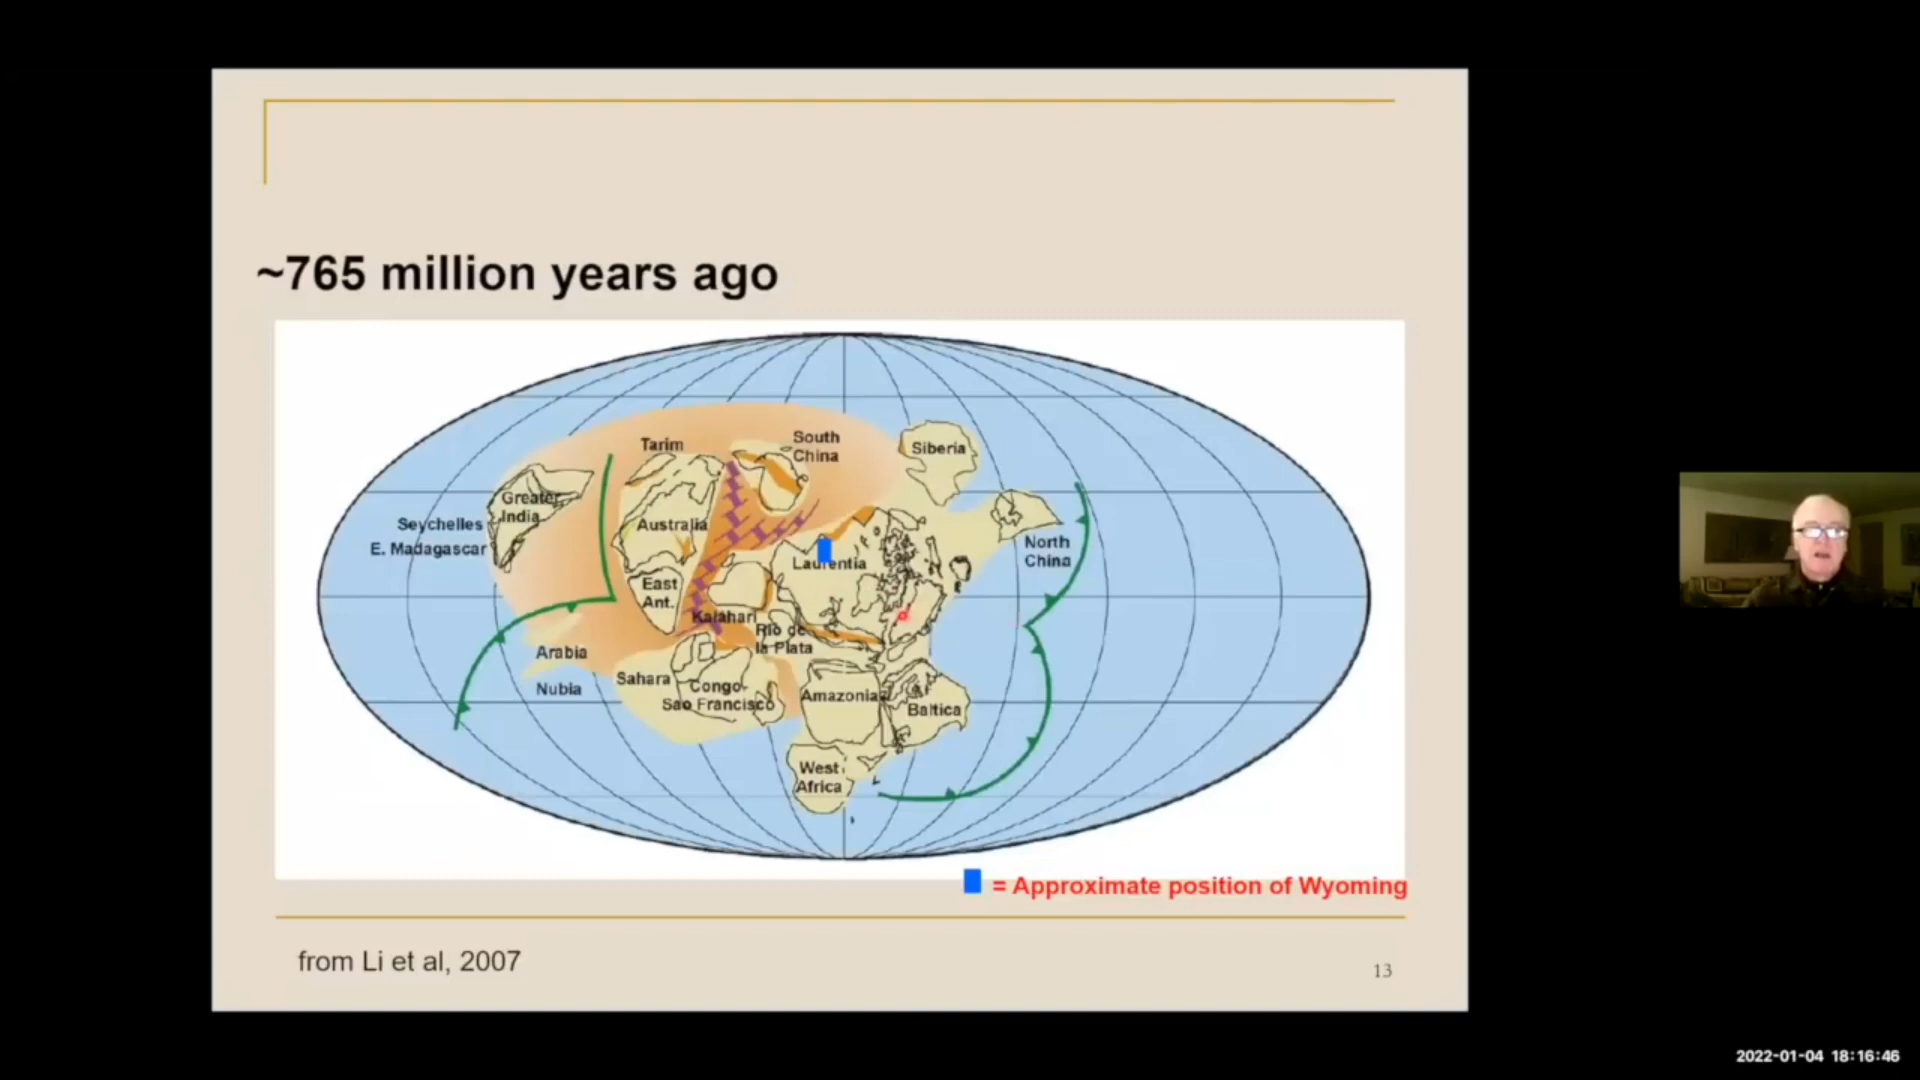 ~765 million years ago
Tarim
South
China
Siberia
Greater
India
Seychelles
E. Madagascar
Australia
North
China
Laurentia
East
Ant.
Kalahari
Rio de
la Plata
Arabia
Nubia
Sahara
Congo-
Sao Francisco
Amazonia
Baltica
West
Africa
= Approximate position of Wyoming
from Li et al, 2007
13
2022-01-04 18:16:46